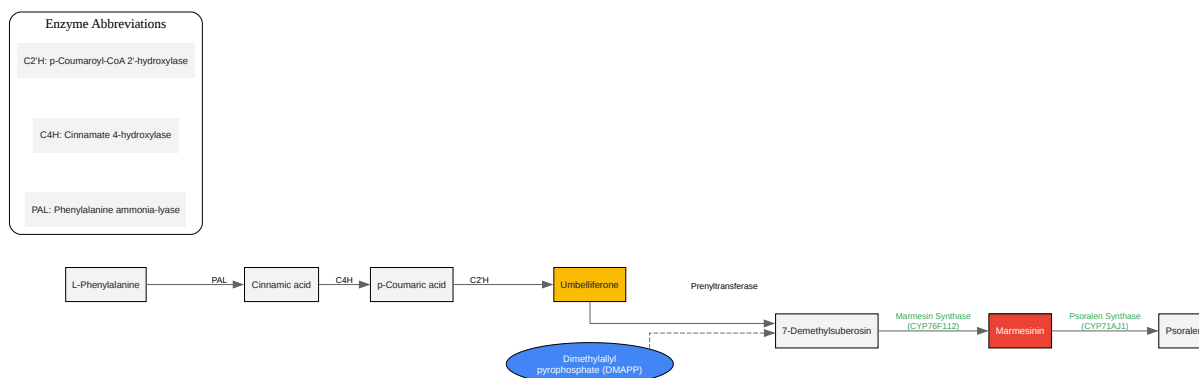 Enzyme Abbreviations
C2'H: p-Coumaroyl-CoA 2'-hydroxylase
C4H: Cinnamate 4-hydroxylase
PAL: Phenylalanine ammonia-lyase
L-Phenylalanine
PAL
Cinnamic acid
C4H
p-Coumaric acid
C2'H
Umbelliferone
Prenyltransferase
Dimethylallyl
pyrophosphate (DMAPP)
7-Demethylsuberosin
Marmesin Synthase
(CYP76F112)
Marmesinin
Psoralen Synthase
(CYP71AJ1)
Psoralen